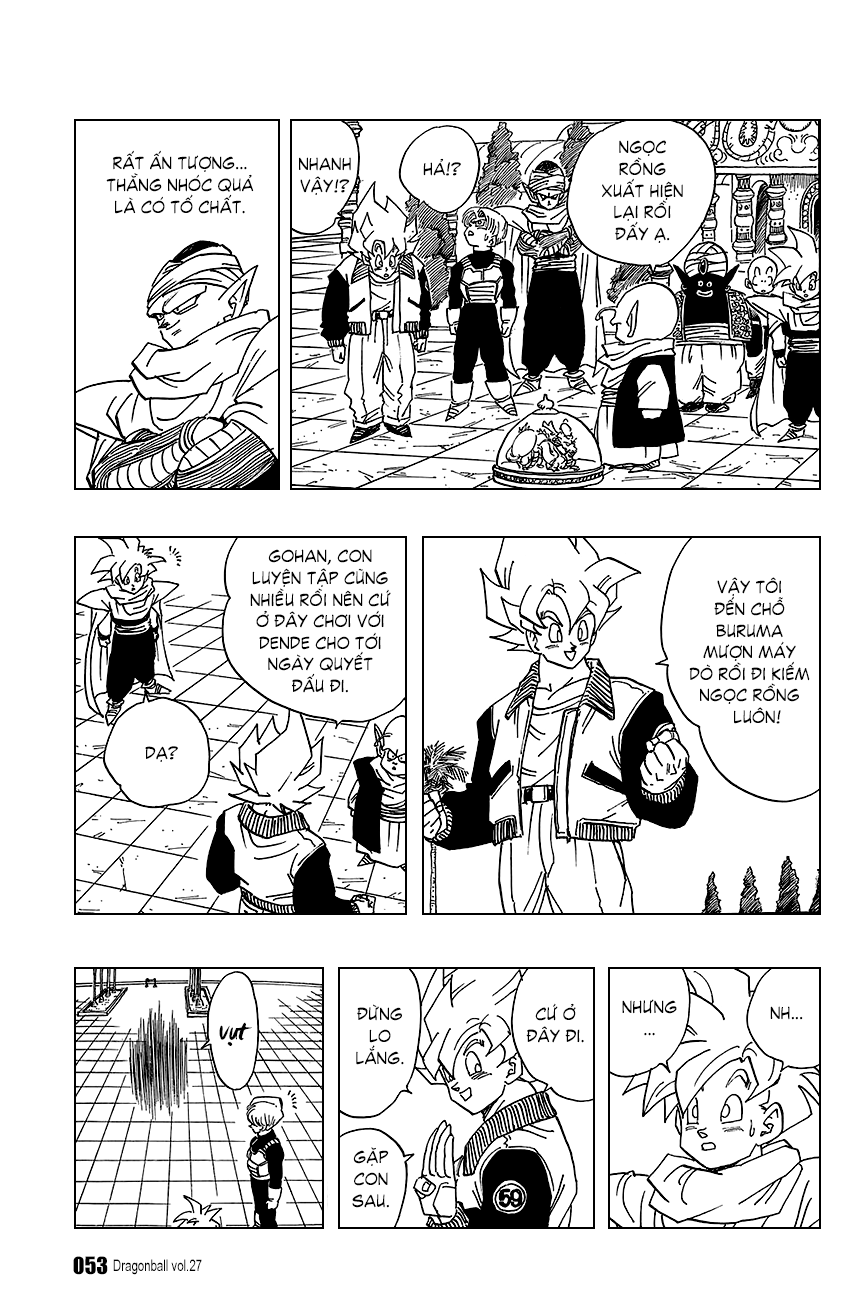 NGỌC
RỒNG
XUẤT HIỆN
LẠI RỒI
ĐẤY Ạ.
HẢ!?
NHANH
VẬY!?
RẤT ẤN TƯỢNG...
THẰNG NHÓC QUẢ
LÀ CÓ TỐ CHẤT.
VẬY TÔI
ĐẾN CHỖ
BURUMA
MƯỢN MÁY
DÒ RỒI ĐI KIẾM
NGỌC RỒNG
LUÔN!
GOHAN, CON
LUYỆN TẬP CŨNG
NHIỀU RỒI NÊN CỨ
Ở ĐÂY CHƠI VỚI
DENDE CHO TỚI
NGÀY QUYẾT
ĐẤU ĐI.
DẠ?
NH...
NHƯNG
...
CỨ Ở
ĐÂY ĐI.
ĐỪNG
LO
LẮNG.
GẶP
CON
SAU.
59
VỤT
053 Dragonball vol.27